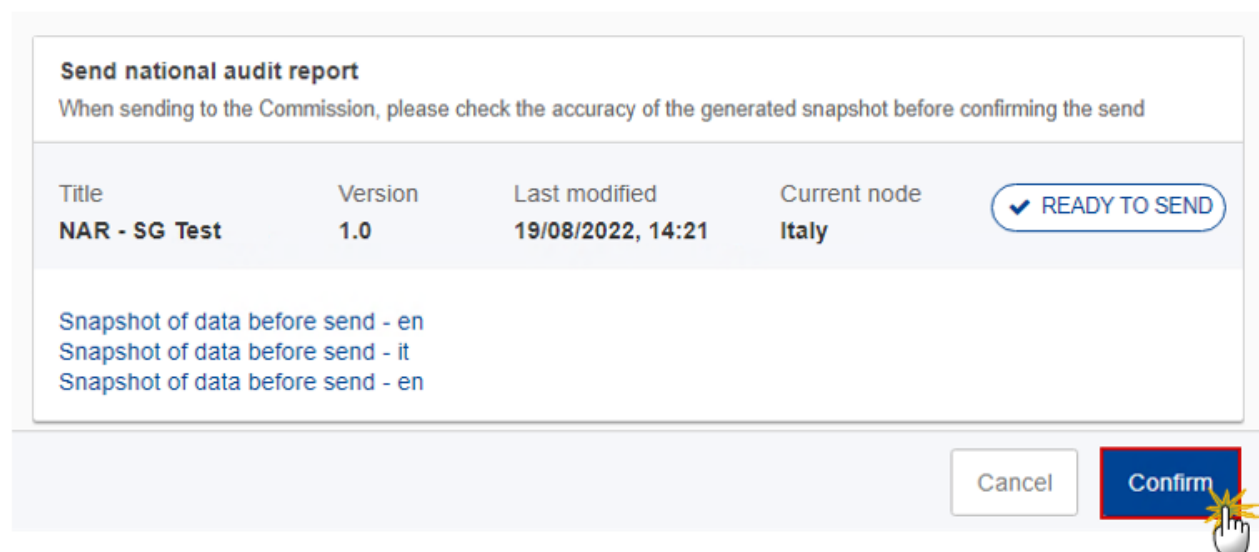 Send national audit report
When sending to the Commission, please check the accuracy of the generated snapshot before confirming the send
Title Version Last modified Current node READY TO SEND
NAR - SG Test 1.0 19/08/2022, 14:21 Italy
Snapshot of data before send - en
Snapshot of data before send - it
Snapshot of data before send - en
Cancel Confirm